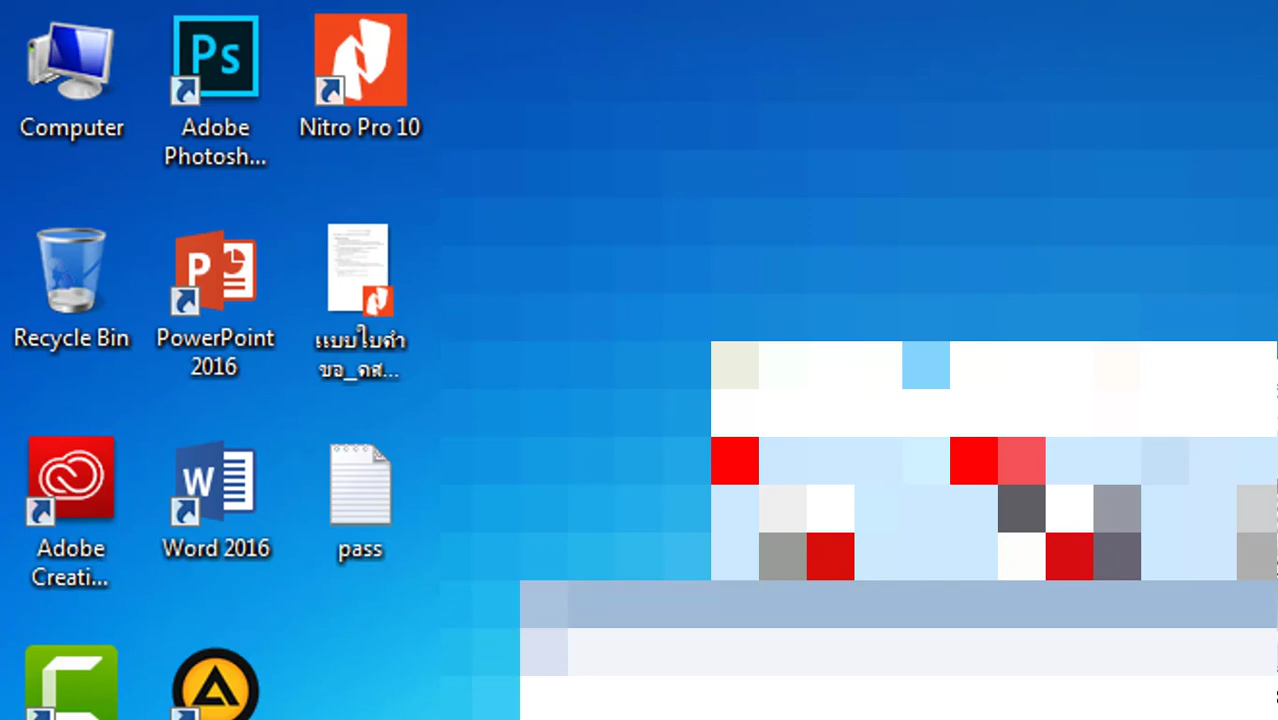 Computer
Adobe
Photosh...
Nitro Pro 10
Recycle Bin
PowerPoint
2016
แบบใบคำ
ขอ_ดส...
Adobe
Creati...
Word 2016
pass